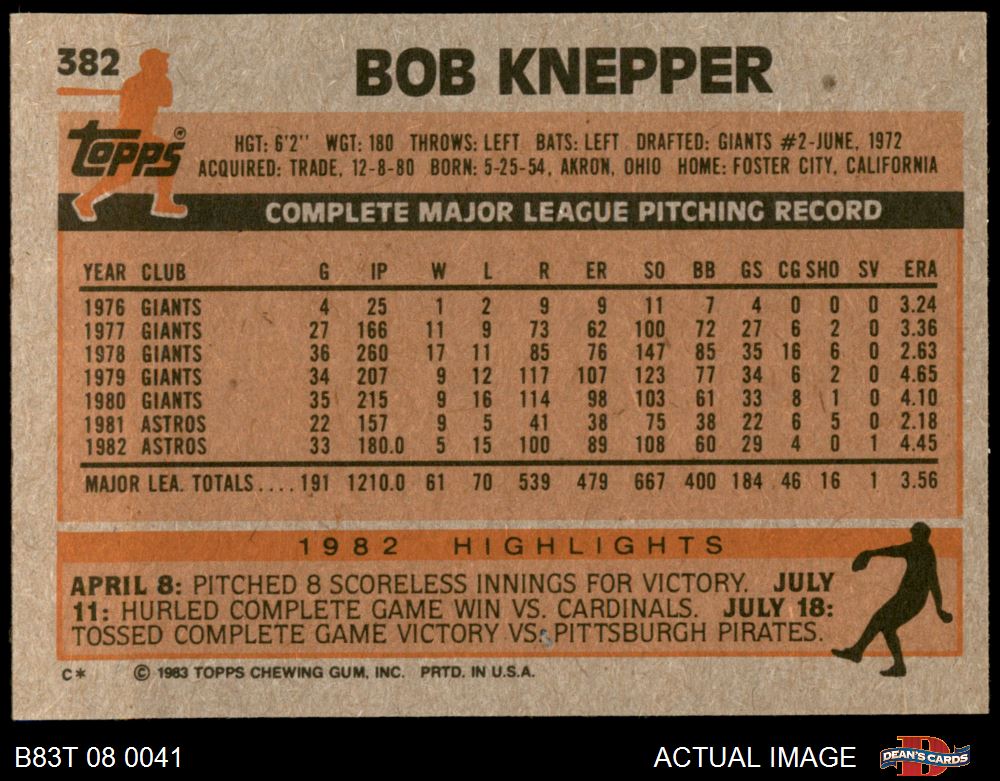 382
BOB KNEPPER
topps®
HGT: 6'2'' WGT: 180 THROWS: LEFT BATS: LEFT DRAFTED: GIANTS #2-JUNE, 1972
ACQUIRED: TRADE, 12-8-80 BORN: 5-25-54, AKRON, OHIO HOME: FOSTER CITY, CALIFORNIA
COMPLETE MAJOR LEAGUE PITCHING RECORD
YEAR CLUB G IP W L R ER SO BB GS CG SHO SV ERA
1976 GIANTS 4 25 1 2 9 9 11 7 4 0 0 0 3.24
1977 GIANTS 27 166 11 9 73 62 100 72 27 6 2 0 3.36
1978 GIANTS 36 260 17 11 85 76 147 85 35 16 6 0 2.63
1979 GIANTS 34 207 9 12 117 107 123 77 34 6 2 0 4.65
1980 GIANTS 35 215 9 16 114 98 103 61 33 8 1 0 4.10
1981 ASTROS 22 157 9 5 41 38 75 38 22 6 5 0 2.18
1982 ASTROS 33 180.0 5 15 100 89 108 60 29 4 0 1 4.45
MAJOR LEA. TOTALS.... 191 1210.0 61 70 539 479 667 400 184 46 16 1 3.56
1982 HIGHLIGHTS
APRIL 8: PITCHED 8 SCORELESS INNINGS FOR VICTORY. JULY
11: HURLED COMPLETE GAME WIN VS. CARDINALS. JULY 18:
TOSSED COMPLETE GAME VICTORY VS. PITTSBURGH PIRATES.
C* © 1983 TOPPS CHEWING GUM, INC. PRTD. IN U.S.A.
B83T 08 0041 ACTUAL IMAGE DEAN'S CARDS